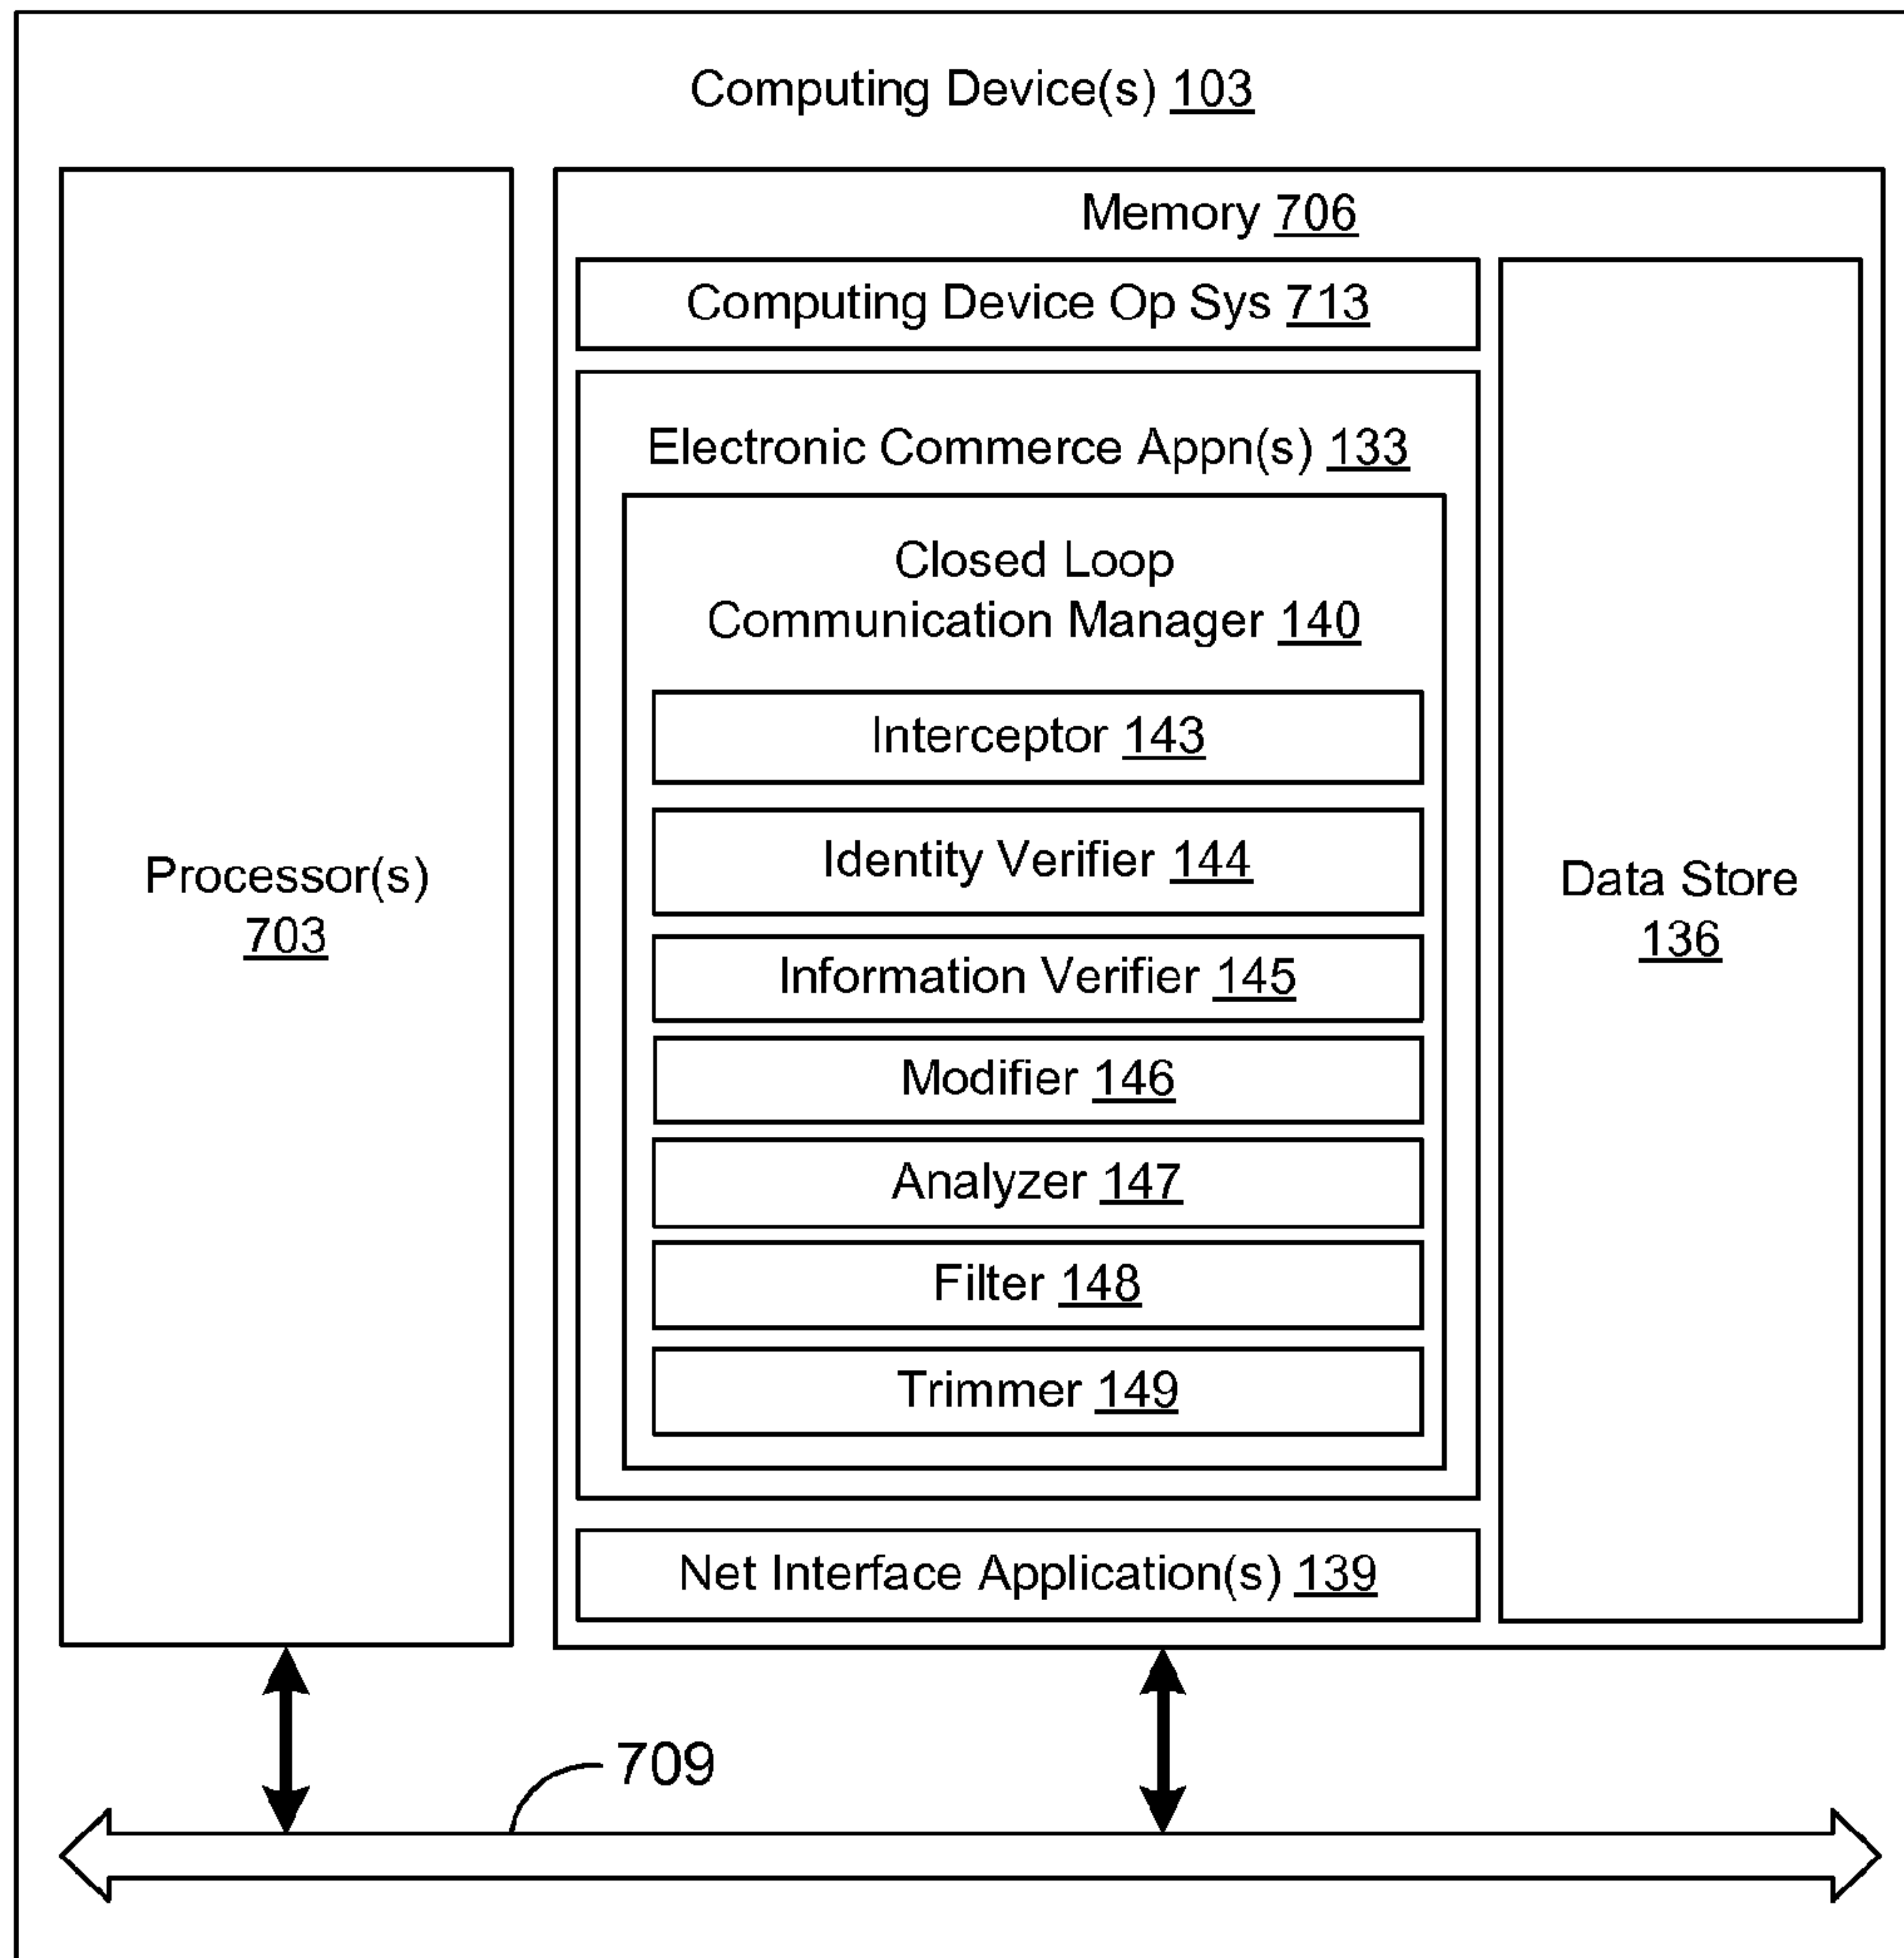 Computing Device(s) 103
Memory 706
Computing Device Op Sys 713
Electronic Commerce Appn(s) 133
Closed Loop
Communication Manager 140
Interceptor 143
Identity Verifier 144
Information Verifier 145
Modifier 146
Analyzer 147
Filter 148
Trimmer 149
Net Interface Application(s) 139
Processor(s)
703
Data Store
136
709